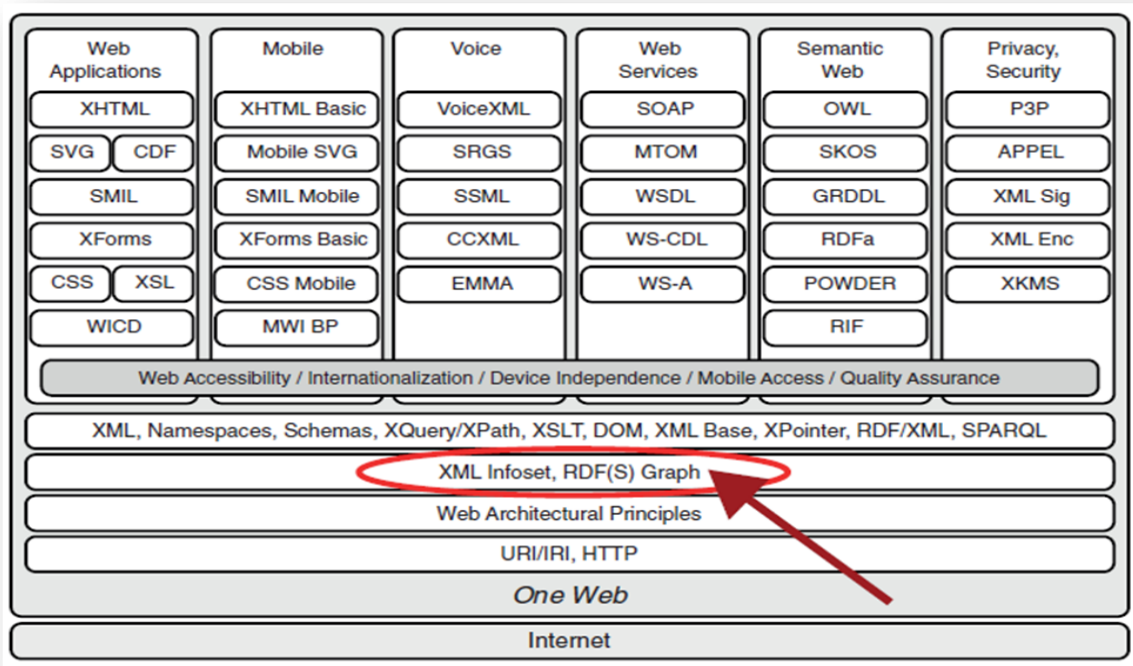 Web
Applications
XHTML
SVG
CDF
SMIL
XForms
CSS
XSL
WICD
Mobile
XHTML Basic
Mobile SVG
SMIL Mobile
XForms Basic
CSS Mobile
MWI BP
Voice
VoiceXML
SRGS
SSML
CCXML
EMMA
Web
Services
SOAP
MTOM
WSDL
WS-CDL
WS-A
Semantic
Web
OWL
SKOS
GRDDL
RDFa
POWDER
RIF
Privacy,
Security
P3P
APPEL
XML Sig
XML Enc
XKMS
Web Accessibility / Internationalization / Device Independence / Mobile Access / Quality Assurance
XML, Namespaces, Schemas, XQuery/XPath, XSLT, DOM, XML Base, XPointer, RDF/XML, SPARQL
XML Infoset, RDF(S) Graph
Web Architectural Principles
URI/IRI, HTTP
One Web
Internet